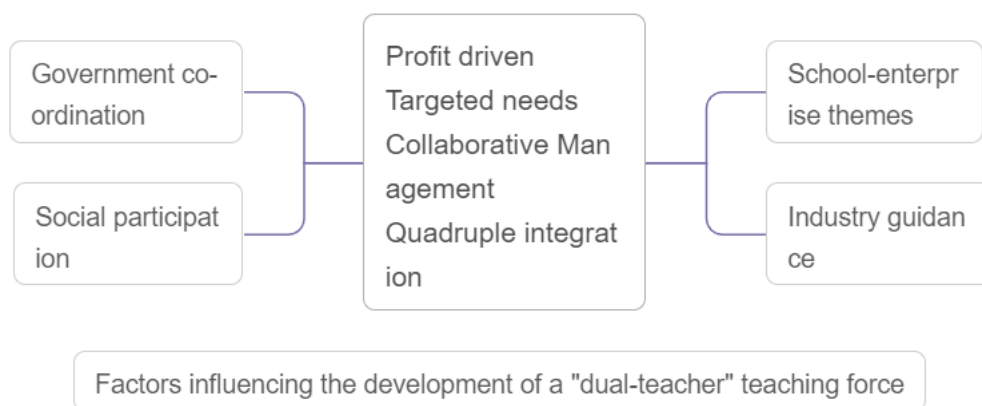 Government co-
ordination
Social participat
ion
Profit driven
Targeted needs
Collaborative Man
agement
Quadruple integrat
ion
School-enterpr
ise themes
Industry guidan
ce
Factors influencing the development of a "dual-teacher" teaching force